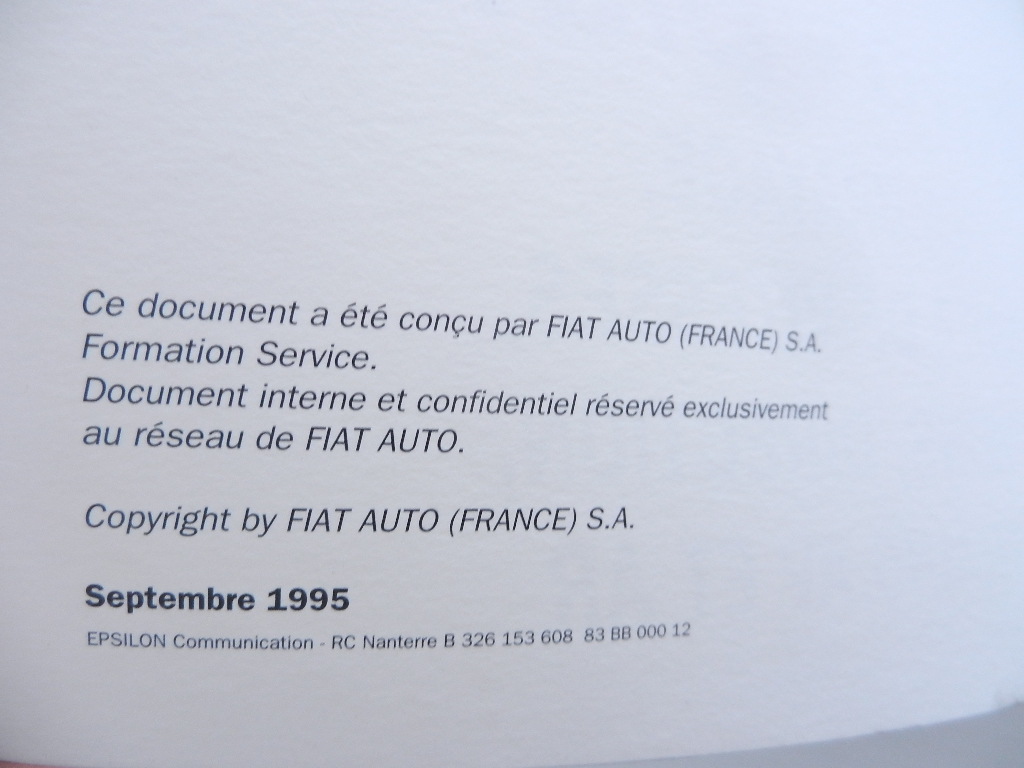 Ce document a été conçu par FIAT AUTO (FRANCE) S.A.
Formation Service.
Document interne et confidentiel réservé exclusivement
au réseau de FIAT AUTO.
Copyright by FIAT AUTO (FRANCE) S.A.
Septembre 1995
EPSILON Communication - RC Nanterre B 326 153 608 83 BB 000 12